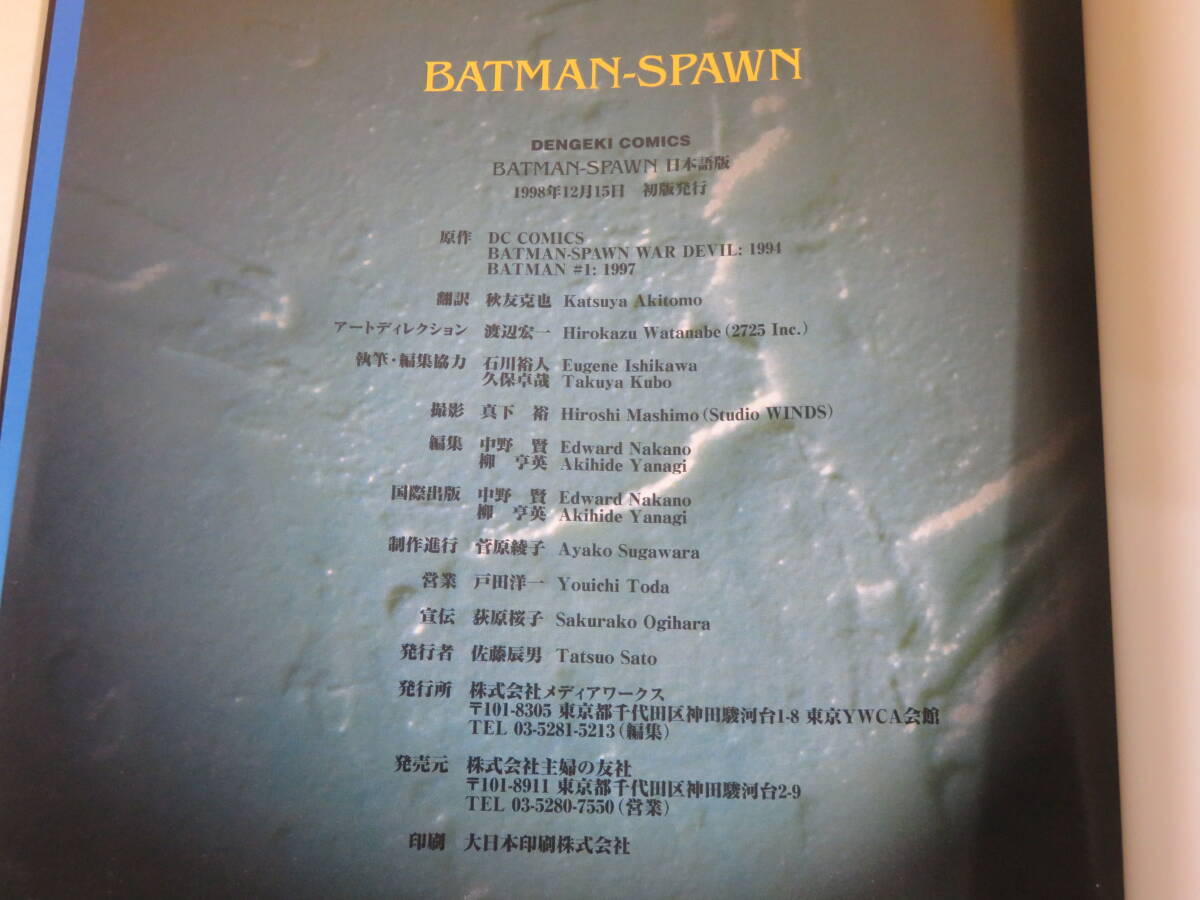 BATMAN-SPAWN
DENGEKI COMICS
BATMAN-SPAWN 日本語版
1998年12月15日 初版発行
原作 DC COMICS
BATMAN-SPAWN WAR DEVIL: 1994
BATMAN #1: 1997
翻訳 秋友克也 Katsuya Akitomo
アートディレクション 渡辺宏一 Hirokazu Watanabe (2725 Inc.)
執筆・編集協力 石川裕人 Eugene Ishikawa
久保卓哉 Takuya Kubo
撮影 真下 裕 Hiroshi Mashimo (Studio WINDS)
編集 中野 賢 Edward Nakano
柳 亨英 Akihide Yanagi
国際出版 中野 賢 Edward Nakano
柳 亨英 Akihide Yanagi
制作進行 菅原綾子 Ayako Sugawara
営業 戸田洋一 Youichi Toda
宣伝 荻原桜子 Sakurako Ogihara
発行者 佐藤辰男 Tatsuo Sato
発行所 株式会社メディアワークス
〒101-8305 東京都千代田区神田駿河台1-8 東京YWCA会館
TEL 03-5281-5213(編集)
発売元 株式会社主婦の友社
〒101-8911 東京都千代田区神田駿河台2-9
TEL 03-5280-7550(営業)
印刷 大日本印刷株式会社